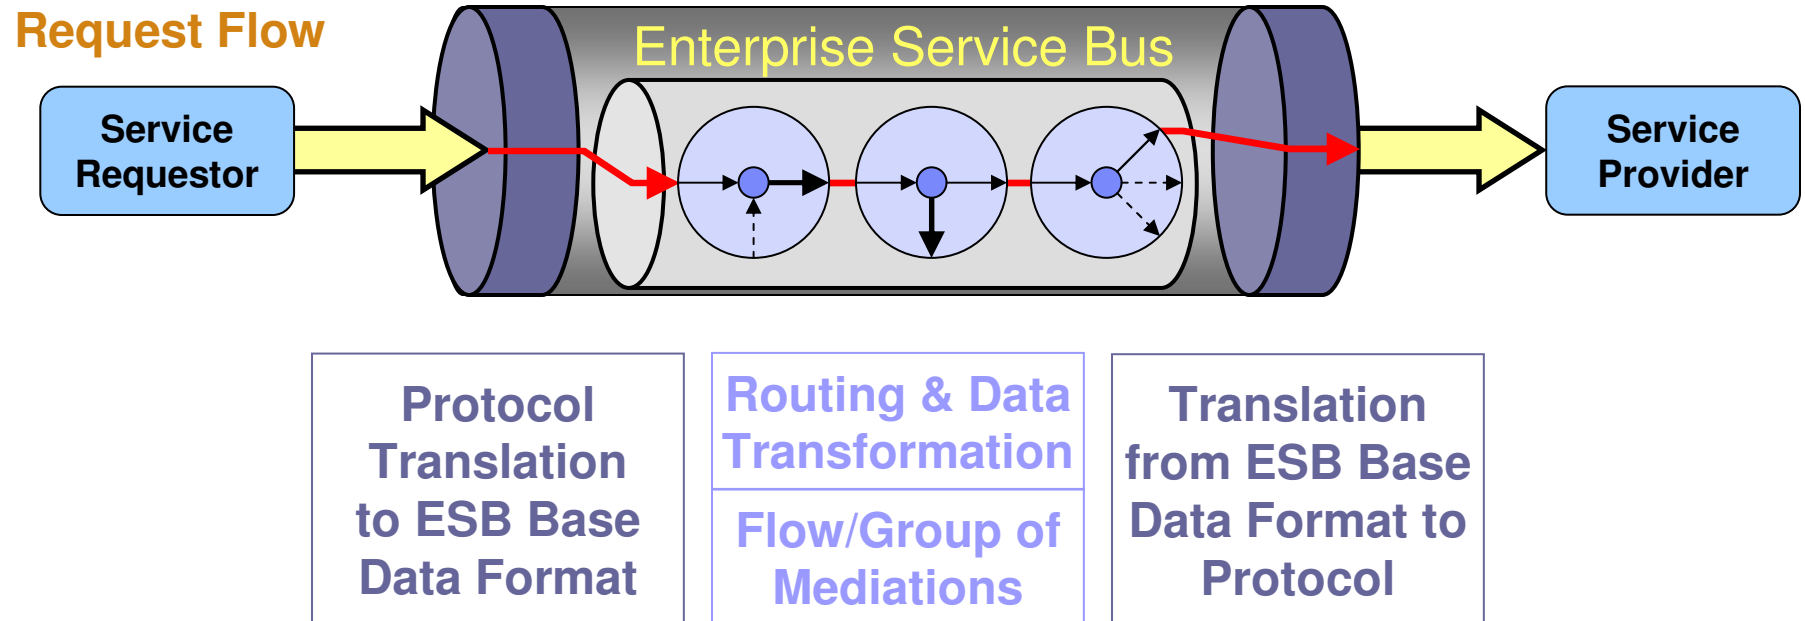 Request Flow
Enterprise Service Bus
Service
Requestor
Service
Provider
Protocol
Translation
to ESB Base
Data Format
Routing & Data
Transformation
Flow/Group of
Mediations
Translation
from ESB Base
Data Format to
Protocol